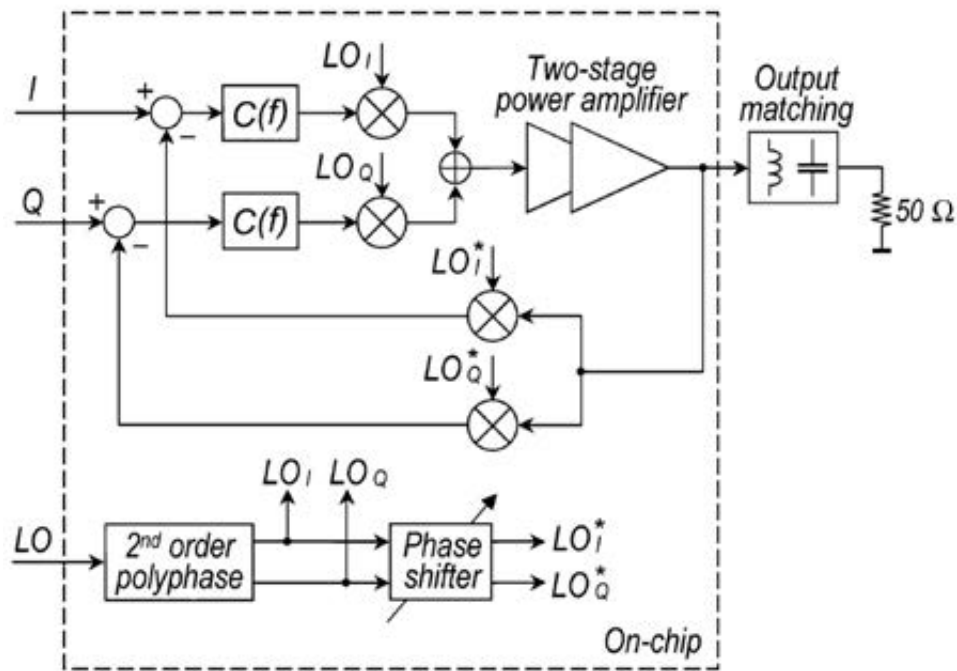 I
Q
LO
+
−
+
−
C(f)
C(f)
LO_I
LO_Q
Two-stage
power amplifier
Output
matching
50 Ω
LO*_I
LO*_Q
LO_I LO_Q
2nd order
polyphase
Phase
shifter
LO*_I
LO*_Q
On-chip